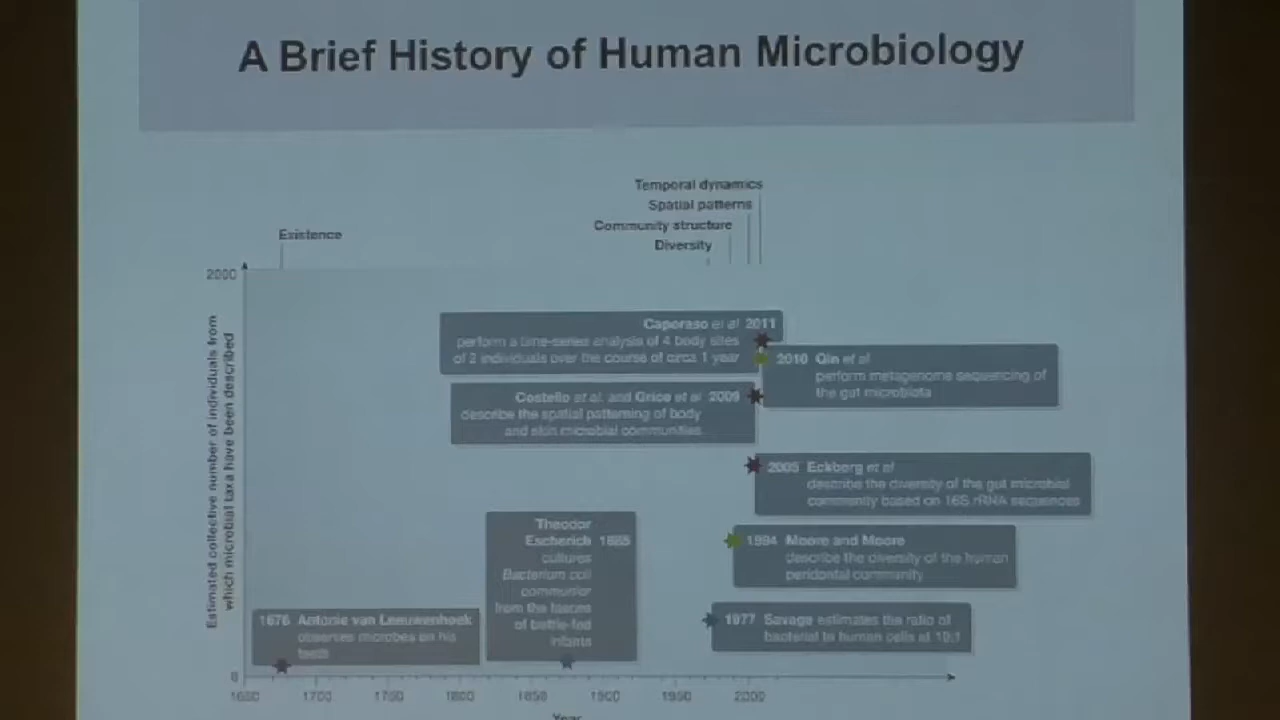 A Brief History of Human Microbiology
Temporal dynamics
Spatial patterns
Community structure
Diversity
Existence
2000
Estimated collective number of individuals from
which microbial taxa have been described
Caporaso et al 2011
perform a time-series analysis of 4 body sites
of 2 individuals over the course of circa 1 year
2010 Qin et al
perform metagenome sequencing of
the gut microbiota
Costello et al. and Grice et al 2009
describe the spatial patterning of body
and skin microbial communities
2005 Eckberg et al
describe the diversity of the gut microbial
community based on 16S rRNA sequences
Theodor
Escherich 1885
cultures
Bacterium coli
commune
from the faeces
of bottle-fed
infants
1994 Moore and Moore
describe the diversity of the human
peridontal community
1676 Antonie van Leeuwenhoek
observes microbes on his
teeth
1977 Savage estimates the ratio of
bacterial to human cells at 10:1
0
1650 1700 1750 1800 1850 1900 1950 2000
Year